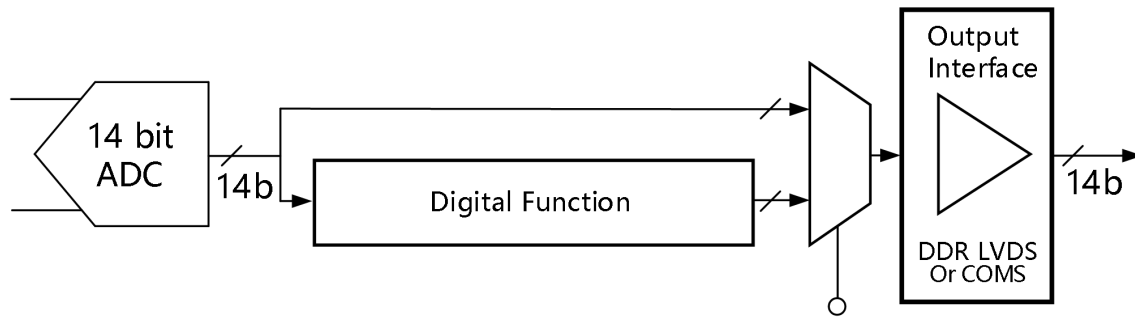 14 bit
ADC
14b
Digital Function
Output
Interface
DDR LVDS
Or COMS
14b